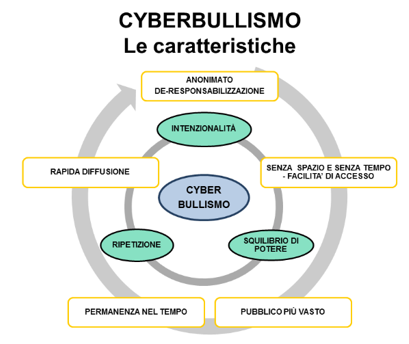 CYBERBULLISMO
Le caratteristiche
ANONIMATO
DE-RESPONSABILIZZAZIONE
INTENZIONALITÀ
RAPIDA DIFFUSIONE
SENZA SPAZIO E SENZA TEMPO
- FACILITA' DI ACCESSO
CYBER
BULLISMO
RIPETIZIONE
SQUILIBRIO DI
POTERE
PERMANENZA NEL TEMPO
PUBBLICO PIÙ VASTO